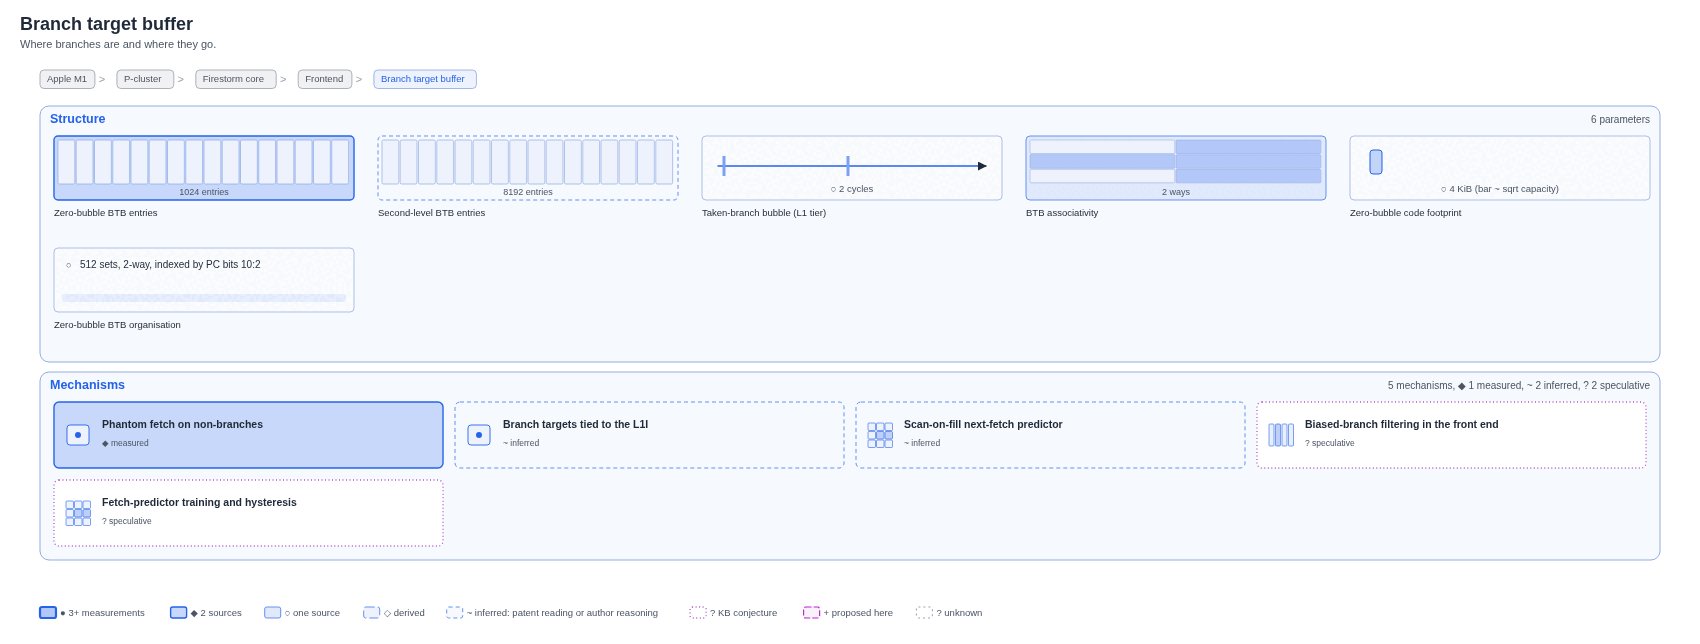 Branch target buffer
Where branches are and where they go.
Apple M1 > P-cluster > Firestorm core > Frontend > Branch target buffer
Structure
6 parameters
1024 entries
Zero-bubble BTB entries
8192 entries
Second-level BTB entries
○ 2 cycles
Taken-branch bubble (L1 tier)
2 ways
BTB associativity
○ 4 KiB (bar ~ sqrt capacity)
Zero-bubble code footprint
○ 512 sets, 2-way, indexed by PC bits 10:2
Zero-bubble BTB organisation
Mechanisms
5 mechanisms, ◆ 1 measured, ~ 2 inferred, ? 2 speculative
Phantom fetch on non-branches
◆ measured
Branch targets tied to the L1I
~ inferred
Scan-on-fill next-fetch predictor
~ inferred
Biased-branch filtering in the front end
? speculative
Fetch-predictor training and hysteresis
? speculative
● 3+ measurements
◆ 2 sources
○ one source
◇ derived
~ inferred: patent reading or author reasoning
? KB conjecture
+ proposed here
? unknown